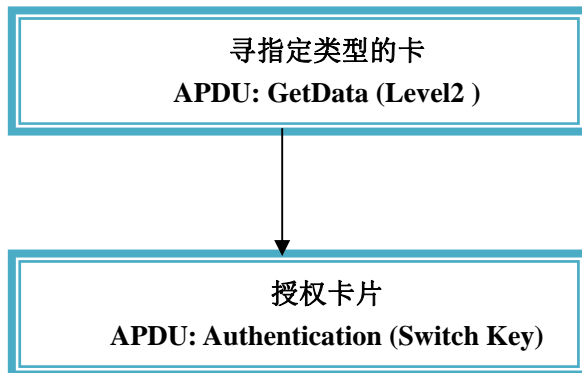 寻指定类型的卡
APDU: GetData (Level2 )
授权卡片
APDU: Authentication (Switch Key)